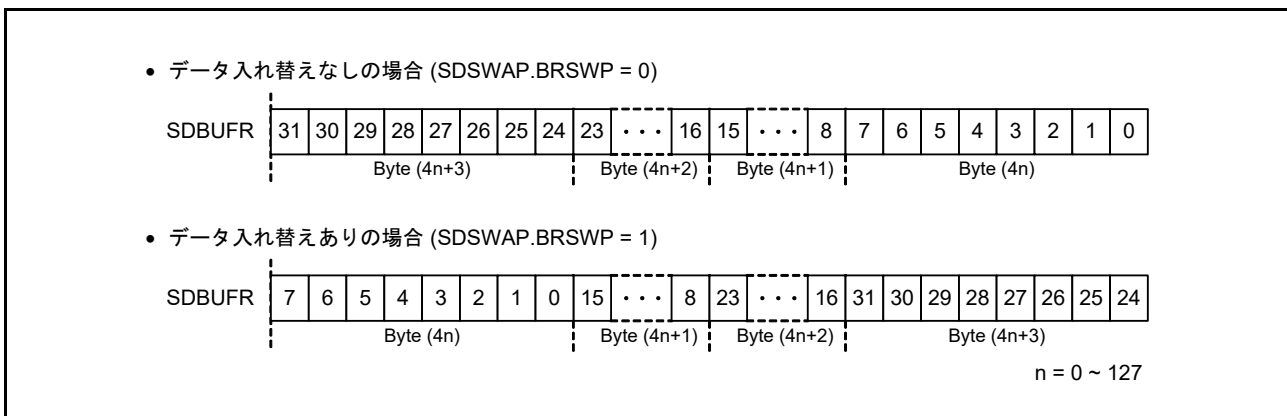 • データ入れ替えなしの場合 (SDSWAP.BRSWP = 0)
SDBUFR 31 30 29 28 27 26 25 24 23 ・・・ 16 15 ・・・ 8 7 6 5 4 3 2 1 0
Byte (4n+3) Byte (4n+2) Byte (4n+1) Byte (4n)
• データ入れ替えありの場合 (SDSWAP.BRSWP = 1)
SDBUFR 7 6 5 4 3 2 1 0 15 ・・・ 8 23 ・・・ 16 31 30 29 28 27 26 25 24
Byte (4n) Byte (4n+1) Byte (4n+2) Byte (4n+3)
n = 0 ~ 127